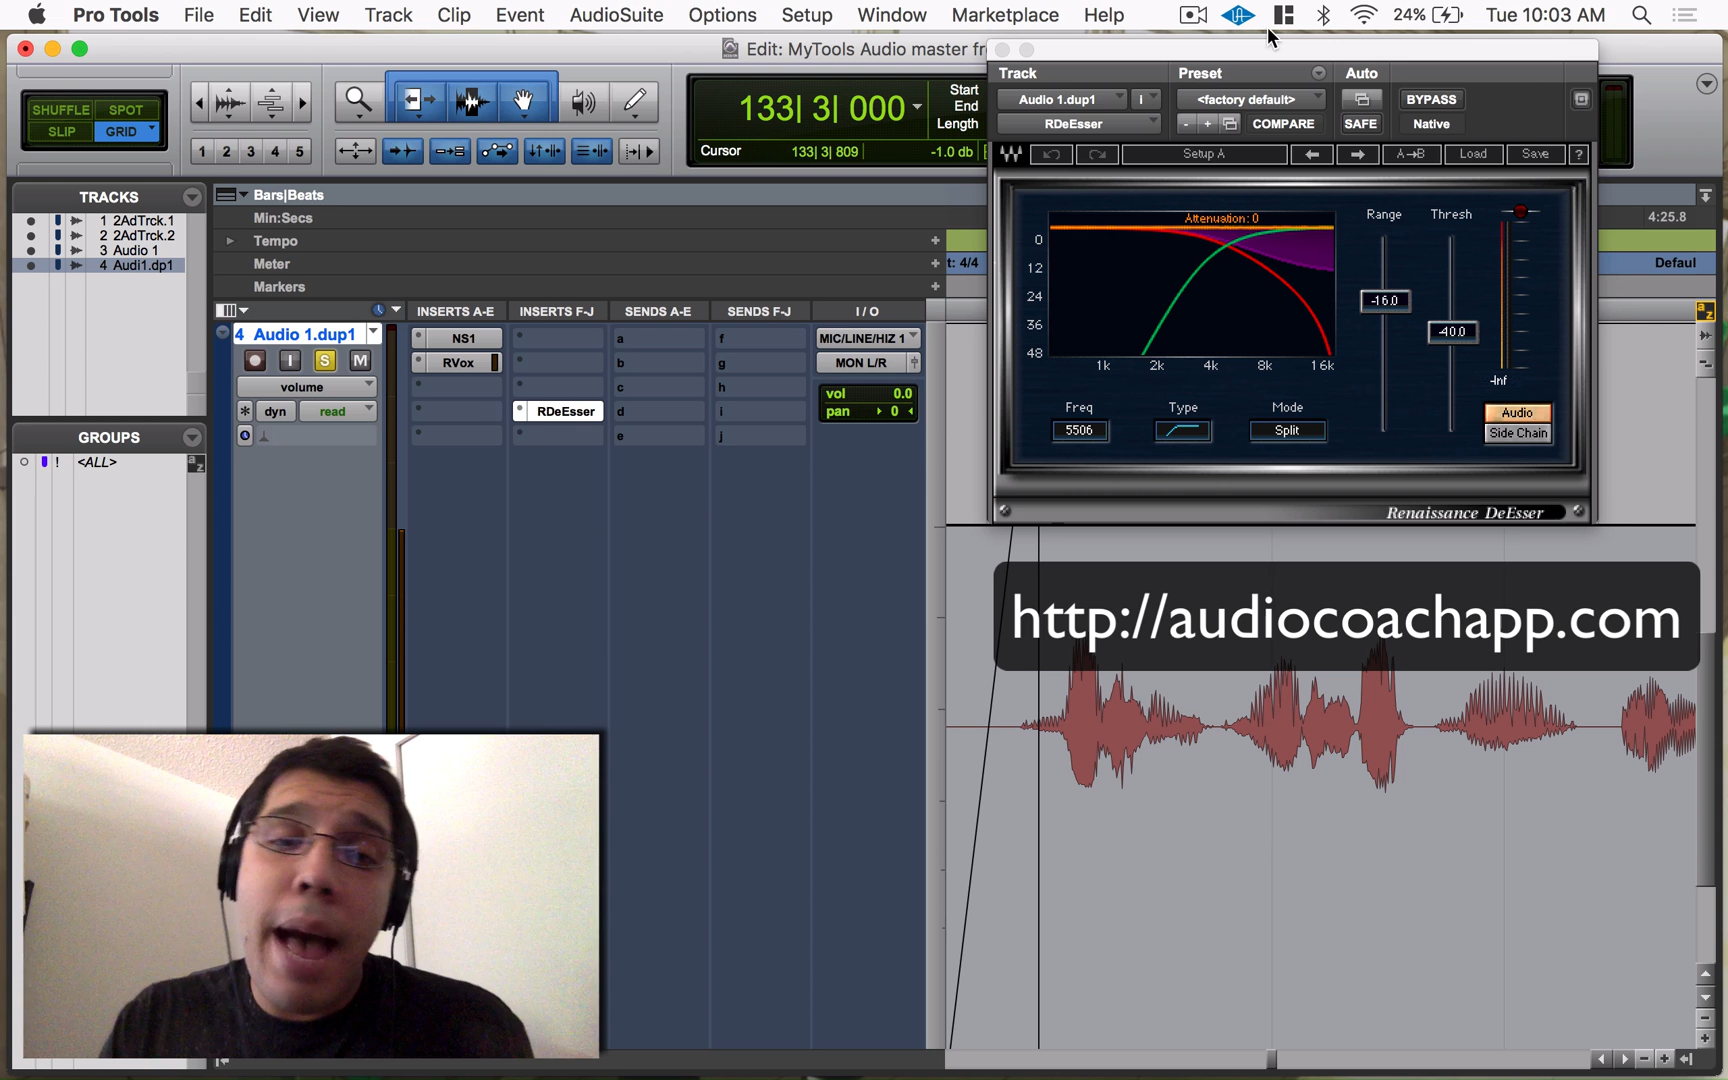 Pro Tools File Edit View Track Clip Event AudioSuite Options Setup Window Marketplace Help 24% Tue 10:03 AM
Edit: MyTools Audio master fr
SHUFFLE SPOT
SLIP GRID
1 2 3 4 5
133| 3| 000
Start
End
Length
Cursor 133| 3| 809 -1.0 db
Track Preset Auto
Audio 1.dup1 I <factory default> BYPASS
RDeEsser - + COMPARE SAFE Native
Setup A A→B Load Save ?
Attenuation: 0
Range Thresh
0
12
24
36
48
1k 2k 4k 8k 16k
-16.0
-40.0
-Inf
Freq Type Mode
5506 Split
Audio
Side Chain
Renaissance DeEsser
TRACKS
1 2AdTrck.1
2 2AdTrck.2
3 Audio 1
4 Audi1.dp1
GROUPS
! <ALL>
a z
Bars|Beats
Min:Secs
4:25.8
Tempo
Meter
t: 4/4
Defaul
Markers
INSERTS A-E INSERTS F-J SENDS A-E SENDS F-J I / O
4 Audio 1.dup1
I S M
volume
dyn read
NS1
RVox
RDeEsser
a
b
c
d
e
f
g
h
i
j
MIC/LINE/HIZ 1
MON L/R
vol 0.0
pan 0
a z
http://audiocoachapp.com